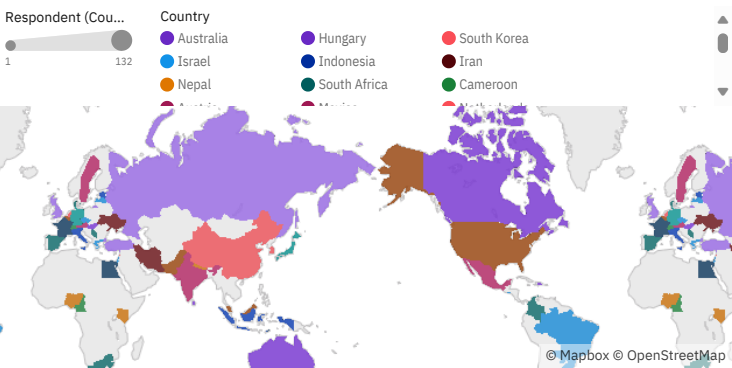 Respondent (Cou...
1
132
Country
Australia
Hungary
South Korea
Israel
Indonesia
Iran
Nepal
South Africa
Cameroon
© Mapbox © OpenStreetMap